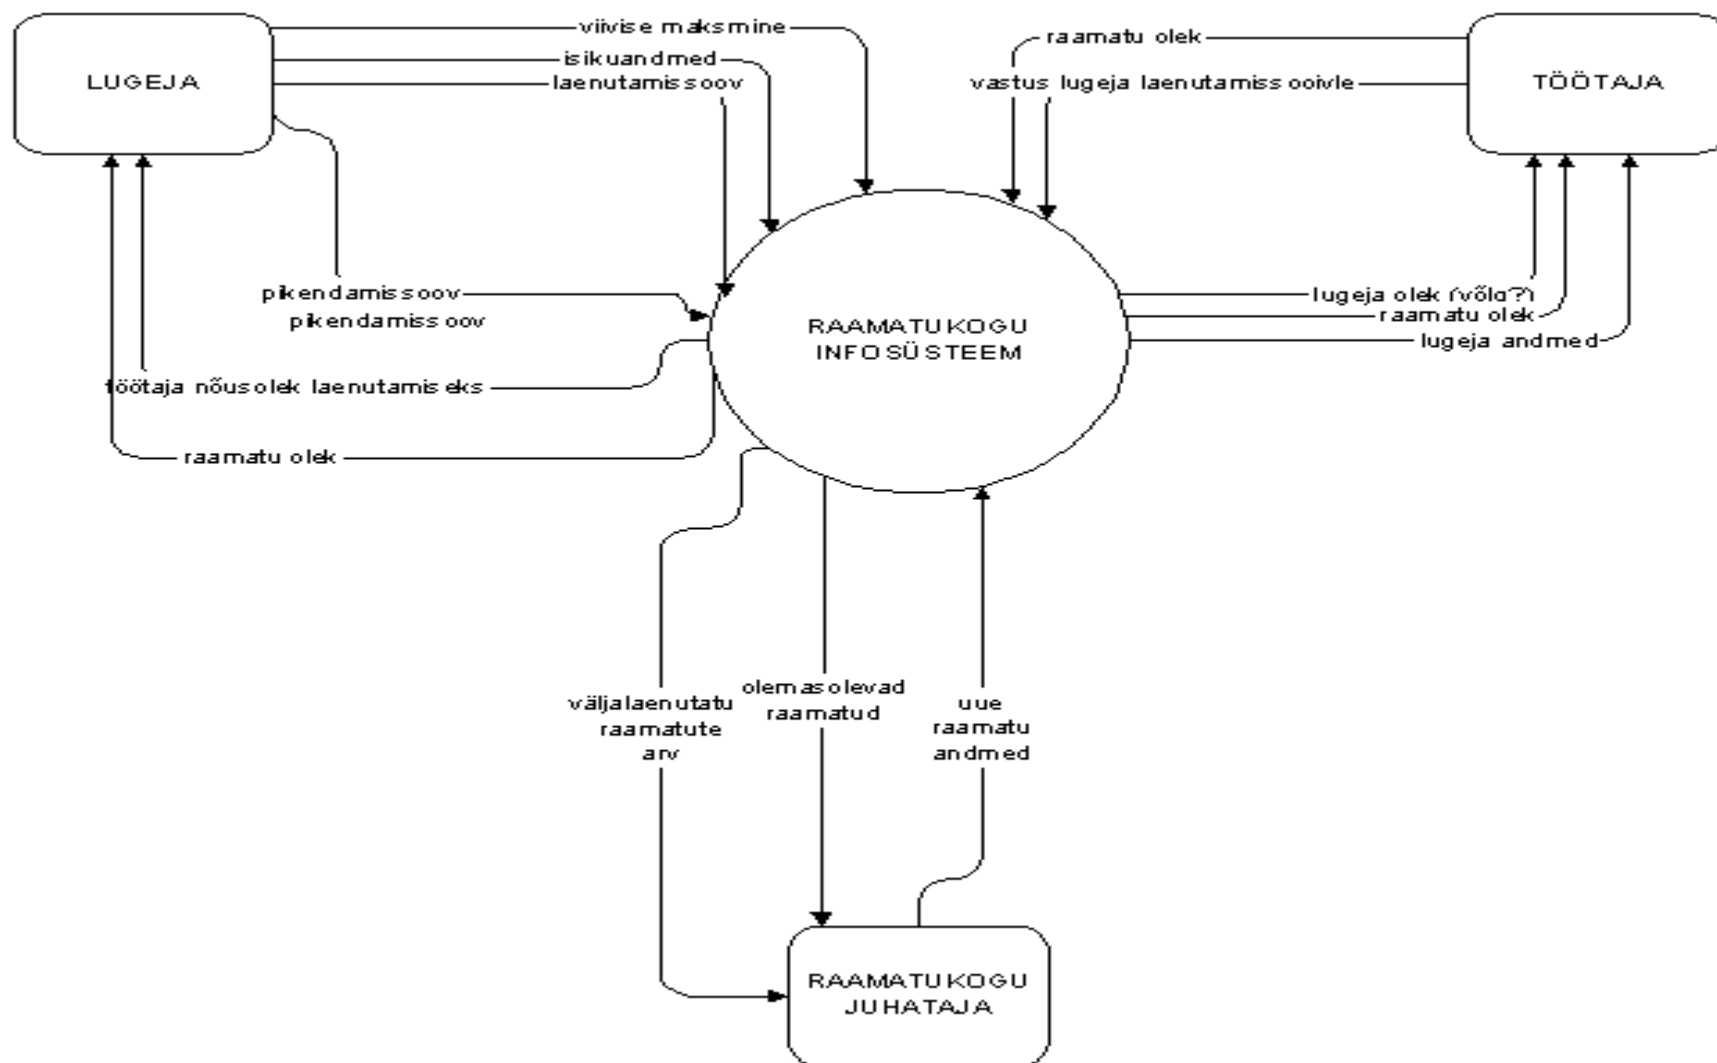 viivise maksmine
raamatu olek
isikuandmed
LUGEJA
laenutamissoov
vastus lugeja laenutamissooivle
TÖÖTAJA
pikendamissoov
pikendamissoov
lugeja olek (võlg?)
raamatu olek
lugeja andmed
RAAMATUKOGU
INFOSÜSTEEM
töötaja nõusolek laenutamiseks
raamatu olek
väljalaenutatu
raamatute
arv
olemasolevad
raamatud
uue
raamatu
andmed
RAAMATUKOGU
JUHATAJA